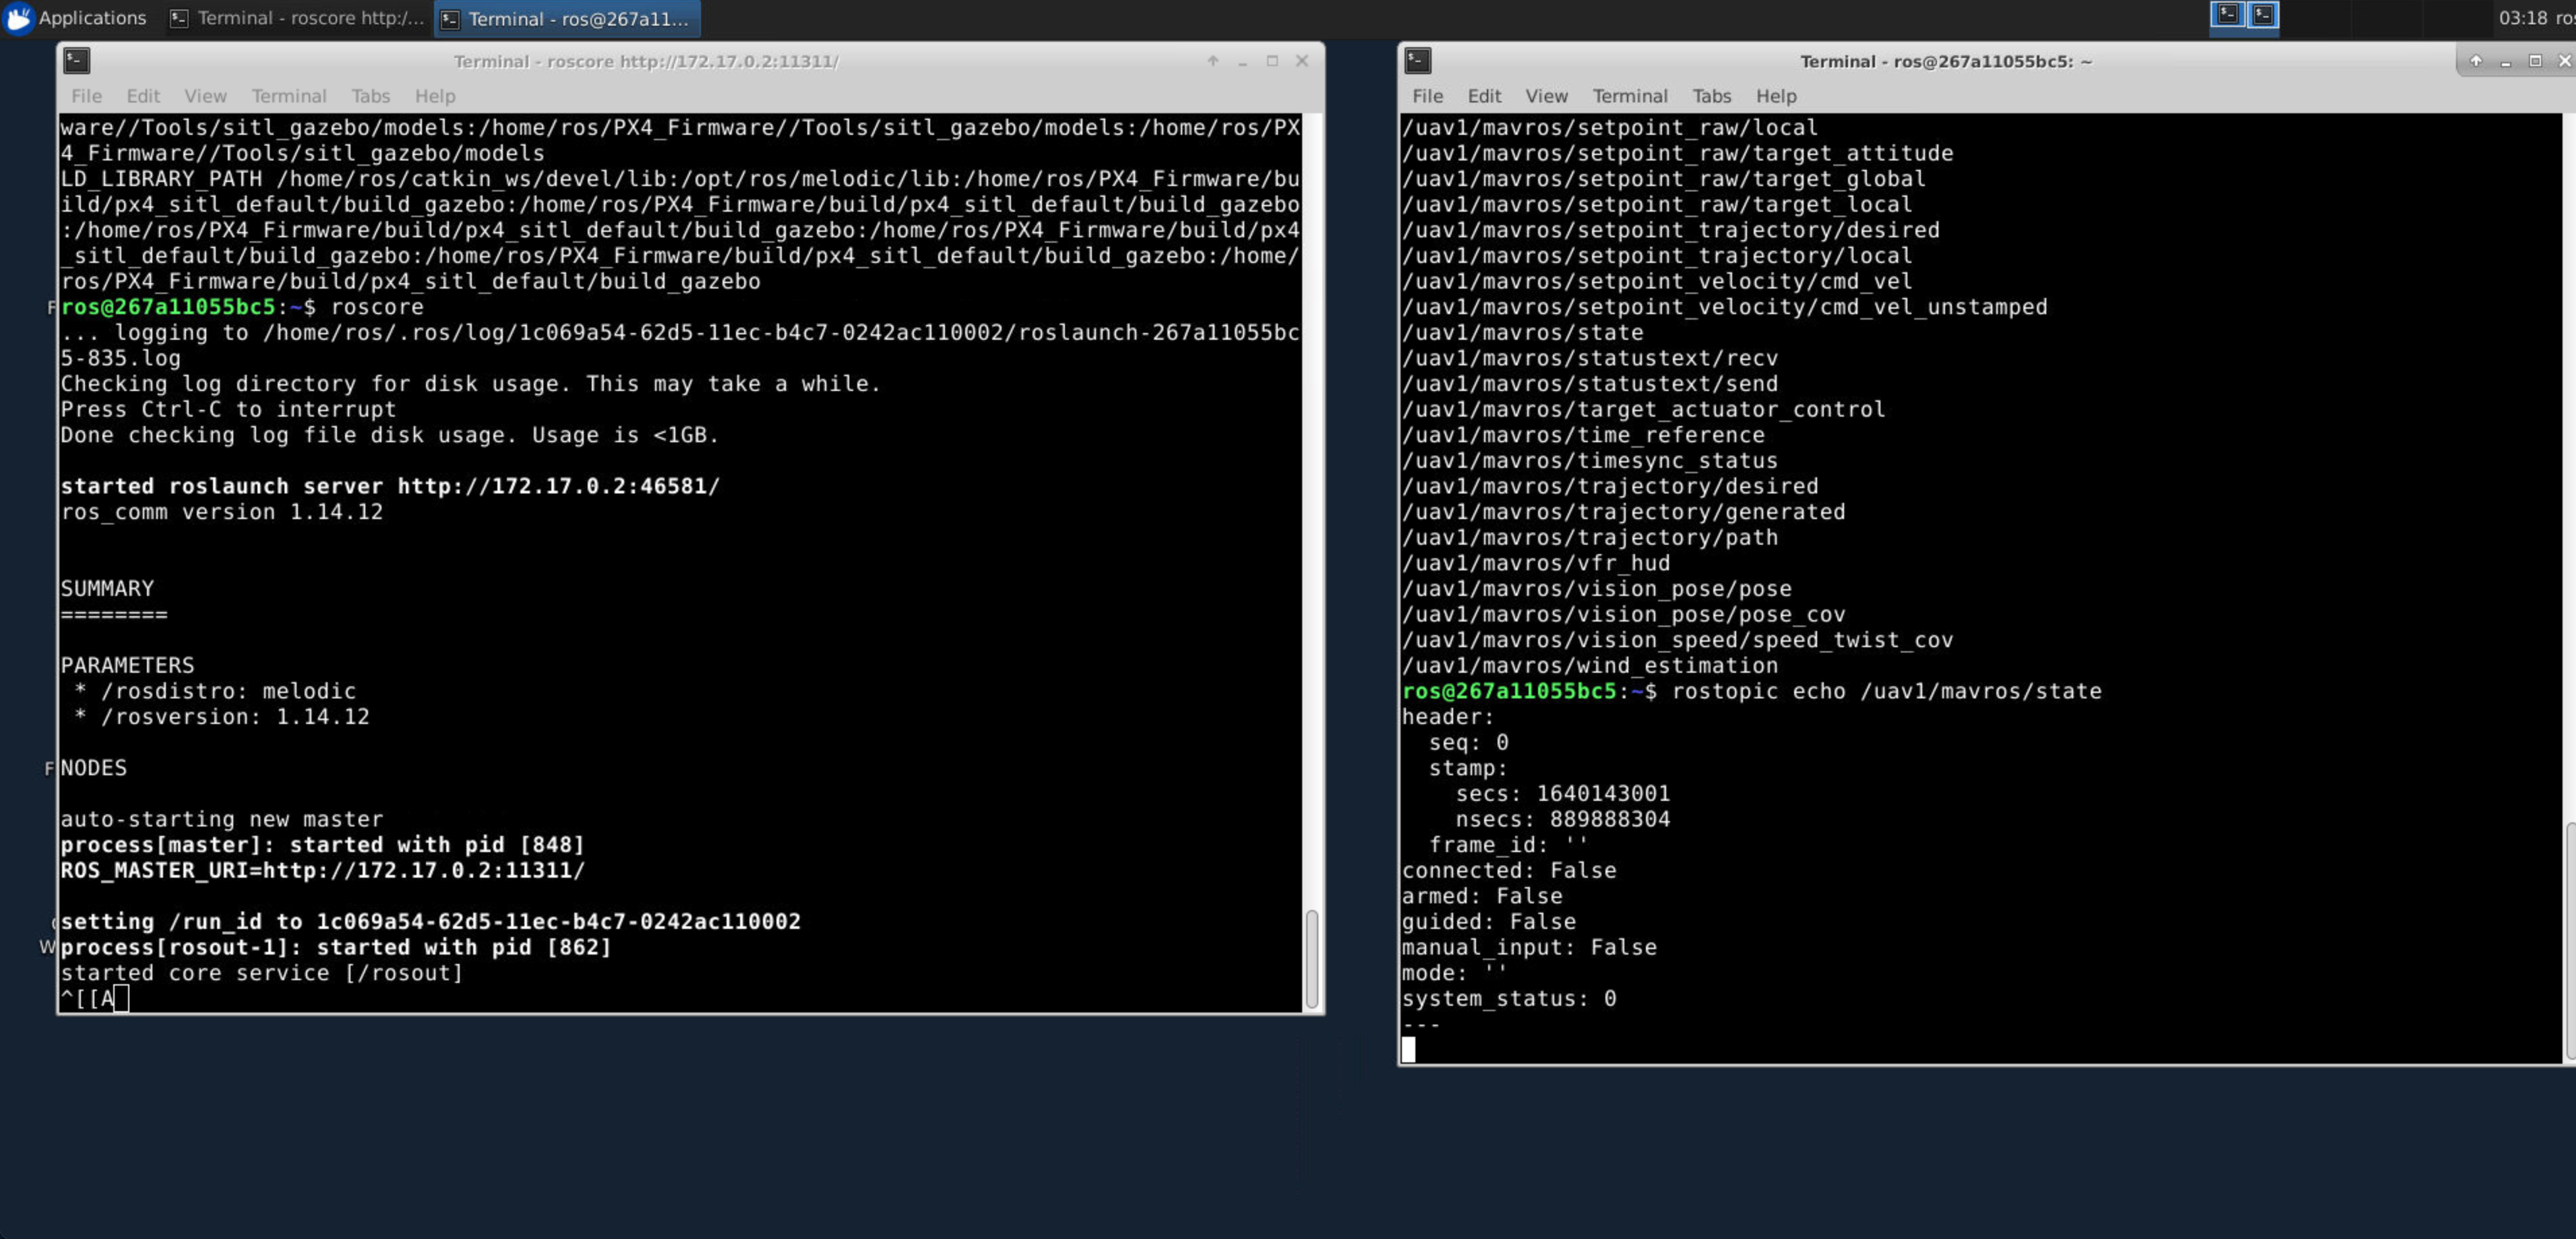 Applications
Terminal - roscore http:/...
Terminal - ros@267a11...
03:18 ros
Terminal - roscore http://172.17.0.2:11311/
File Edit View Terminal Tabs Help
ware//Tools/sitl_gazebo/models:/home/ros/PX4_Firmware//Tools/sitl_gazebo/models:/home/ros/PX
4_Firmware//Tools/sitl_gazebo/models
LD_LIBRARY_PATH /home/ros/catkin_ws/devel/lib:/opt/ros/melodic/lib:/home/ros/PX4_Firmware/bu
ild/px4_sitl_default/build_gazebo:/home/ros/PX4_Firmware/build/px4_sitl_default/build_gazebo
:/home/ros/PX4_Firmware/build/px4_sitl_default/build_gazebo:/home/ros/PX4_Firmware/build/px4
_sitl_default/build_gazebo:/home/ros/PX4_Firmware/build/px4_sitl_default/build_gazebo:/home/
ros/PX4_Firmware/build/px4_sitl_default/build_gazebo
ros@267a11055bc5:~$ roscore
... logging to /home/ros/.ros/log/1c069a54-62d5-11ec-b4c7-0242ac110002/roslaunch-267a11055bc
5-835.log
Checking log directory for disk usage. This may take a while.
Press Ctrl-C to interrupt
Done checking log file disk usage. Usage is <1GB.
started roslaunch server http://172.17.0.2:46581/
ros_comm version 1.14.12
SUMMARY
========
PARAMETERS
* /rosdistro: melodic
* /rosversion: 1.14.12
NODES
auto-starting new master
process[master]: started with pid [848]
ROS_MASTER_URI=http://172.17.0.2:11311/
setting /run_id to 1c069a54-62d5-11ec-b4c7-0242ac110002
process[rosout-1]: started with pid [862]
started core service [/rosout]
^[[A
Terminal - ros@267a11055bc5: ~
File Edit View Terminal Tabs Help
/uav1/mavros/setpoint_raw/local
/uav1/mavros/setpoint_raw/target_attitude
/uav1/mavros/setpoint_raw/target_global
/uav1/mavros/setpoint_raw/target_local
/uav1/mavros/setpoint_trajectory/desired
/uav1/mavros/setpoint_trajectory/local
/uav1/mavros/setpoint_velocity/cmd_vel
/uav1/mavros/setpoint_velocity/cmd_vel_unstamped
/uav1/mavros/state
/uav1/mavros/statustext/recv
/uav1/mavros/statustext/send
/uav1/mavros/target_actuator_control
/uav1/mavros/time_reference
/uav1/mavros/timesync_status
/uav1/mavros/trajectory/desired
/uav1/mavros/trajectory/generated
/uav1/mavros/trajectory/path
/uav1/mavros/vfr_hud
/uav1/mavros/vision_pose/pose
/uav1/mavros/vision_pose/pose_cov
/uav1/mavros/vision_speed/speed_twist_cov
/uav1/mavros/wind_estimation
ros@267a11055bc5:~$ rostopic echo /uav1/mavros/state
header:
seq: 0
stamp:
secs: 1640143001
nsecs: 889888304
frame_id: ''
connected: False
armed: False
guided: False
manual_input: False
mode: ''
system_status: 0
---